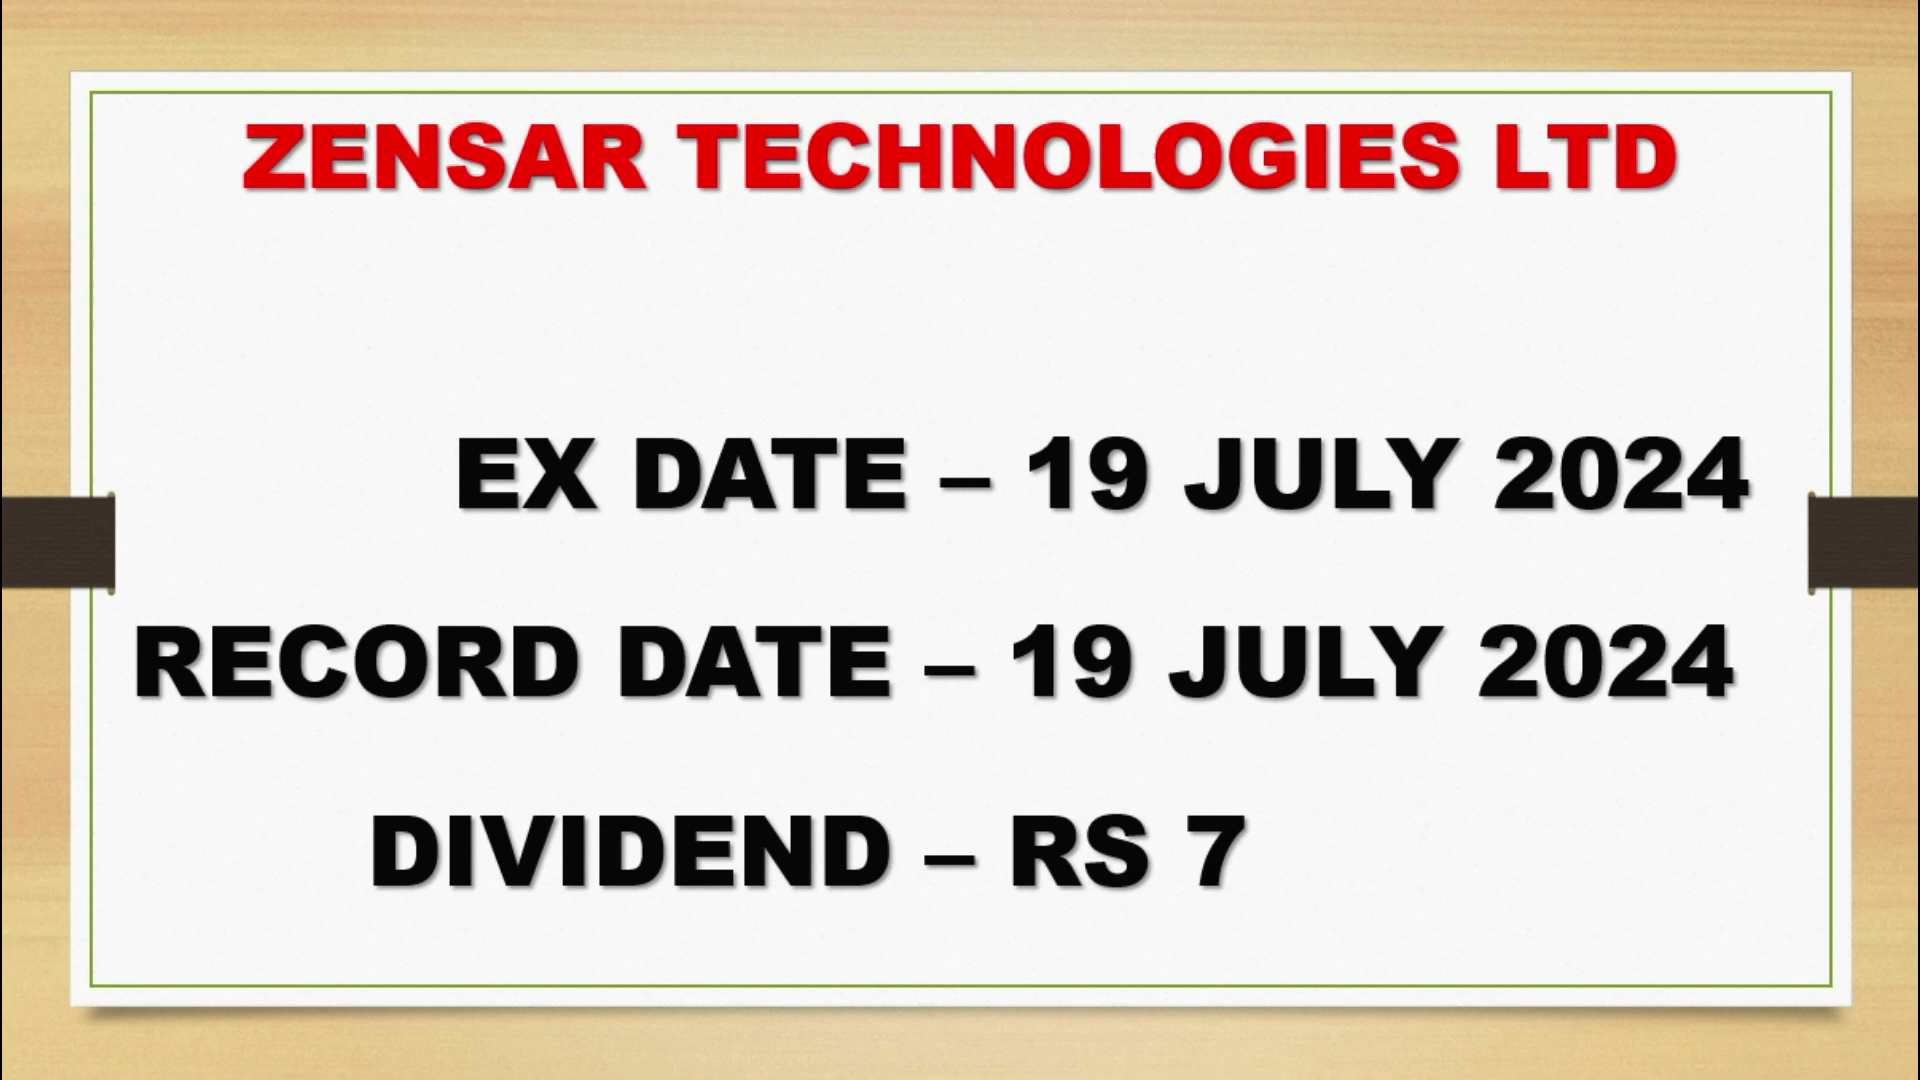 ZENSAR TECHNOLOGIES LTD
EX DATE – 19 JULY 2024
RECORD DATE – 19 JULY 2024
DIVIDEND – RS 7